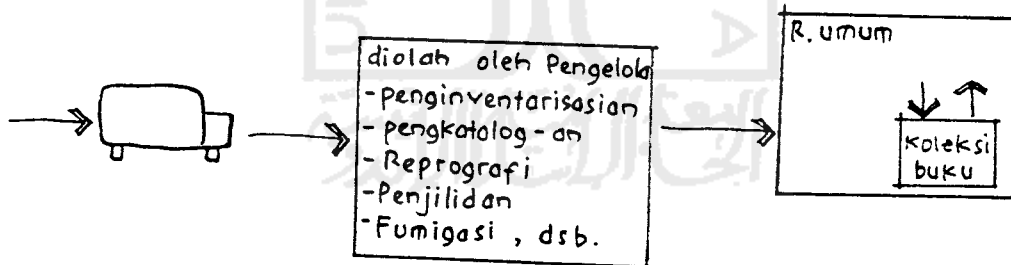 diolah oleh Pengelola
-penginventarisasian
-pengkatalog-an
-Reprografi
-Penjilidan
-Fumigasi , dsb.
R. umum
koleksi
buku